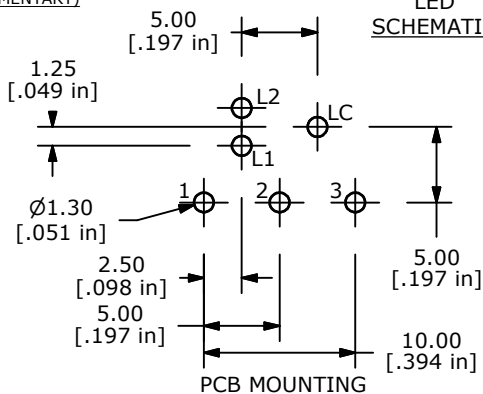 MENTARY)
5.00
[.197 in]
LED
SCHEMATI
1.25
[.049 in]
L2
LC
L1
1
2
3
Ø1.30
[.051 in]
5.00
[.197 in]
2.50
[.098 in]
5.00
[.197 in]
10.00
[.394 in]
PCB MOUNTING